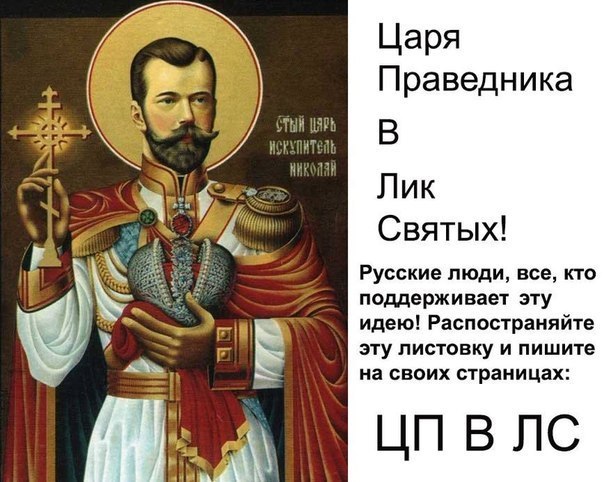 СТЫЙ ЦАРЬ
ИСКУПИТЕЛЬ
НИКОЛАЙ
Царя
Праведника
В
Лик
Святых!
Русские люди, все, кто
поддерживает эту
идею! Распостраняйте
эту листовку и пишите
на своих страницах:
ЦП В ЛС